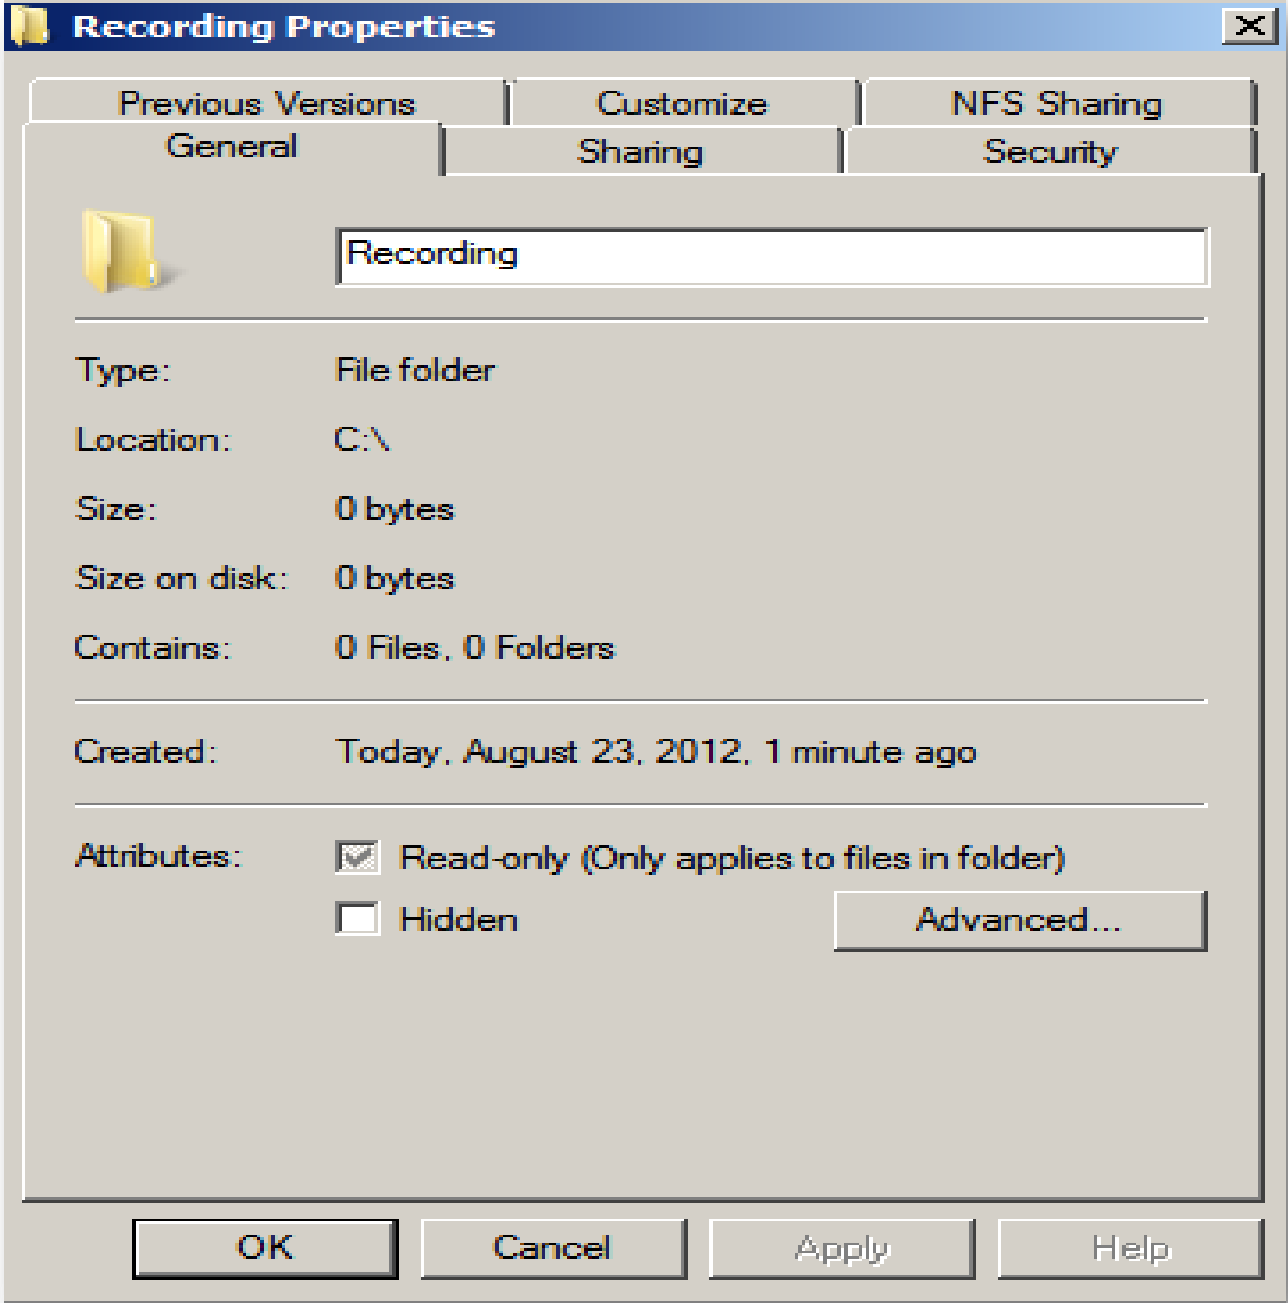 Recording Properties
Previous Versions Customize NFS Sharing
General Sharing Security
Recording
Type: File folder
Location: C:\
Size: 0 bytes
Size on disk: 0 bytes
Contains: 0 Files, 0 Folders
Created: Today, August 23, 2012, 1 minute ago
Attributes: Read-only (Only applies to files in folder)
Hidden Advanced...
OK Cancel Apply Help